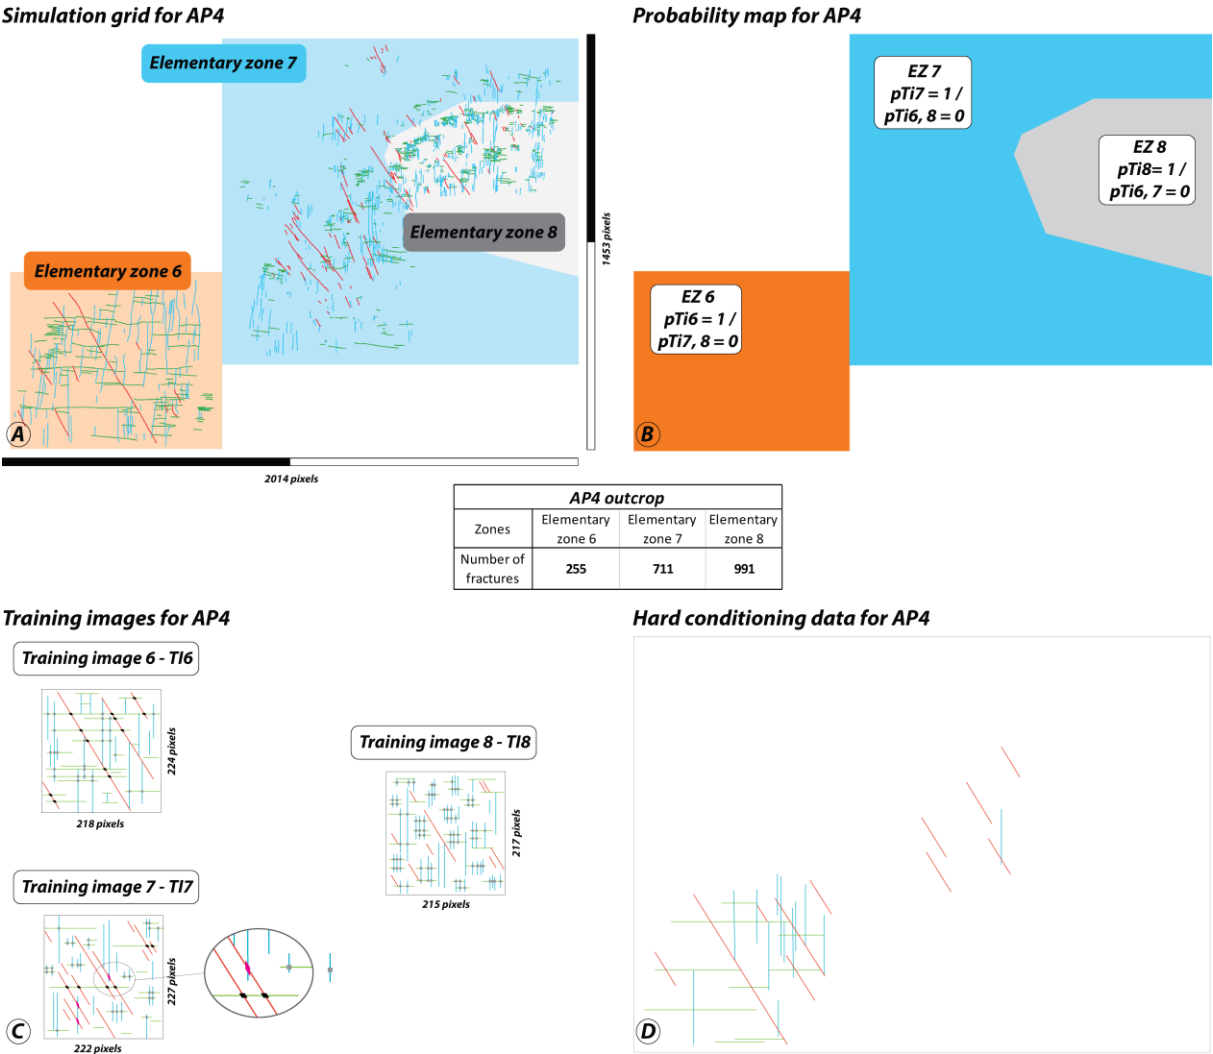 Simulation grid for AP4
Elementary zone 7
Elementary zone 8
Elementary zone 6
1453 pixels
2014 pixels
A
Probability map for AP4
EZ 7
pTi7 = 1 /
pTi6, 8 = 0
EZ 8
pTi8= 1 /
pTi6, 7 = 0
EZ 6
pTi6 = 1 /
pTi7, 8 = 0
B
AP4 outcrop
Zones
Elementary zone 6
Elementary zone 7
Elementary zone 8
Number of fractures
255
711
991
Training images for AP4
Training image 6 - TI6
224 pixels
218 pixels
Training image 8 - TI8
217 pixels
215 pixels
Training image 7 - TI7
227 pixels
222 pixels
C
Hard conditioning data for AP4
D